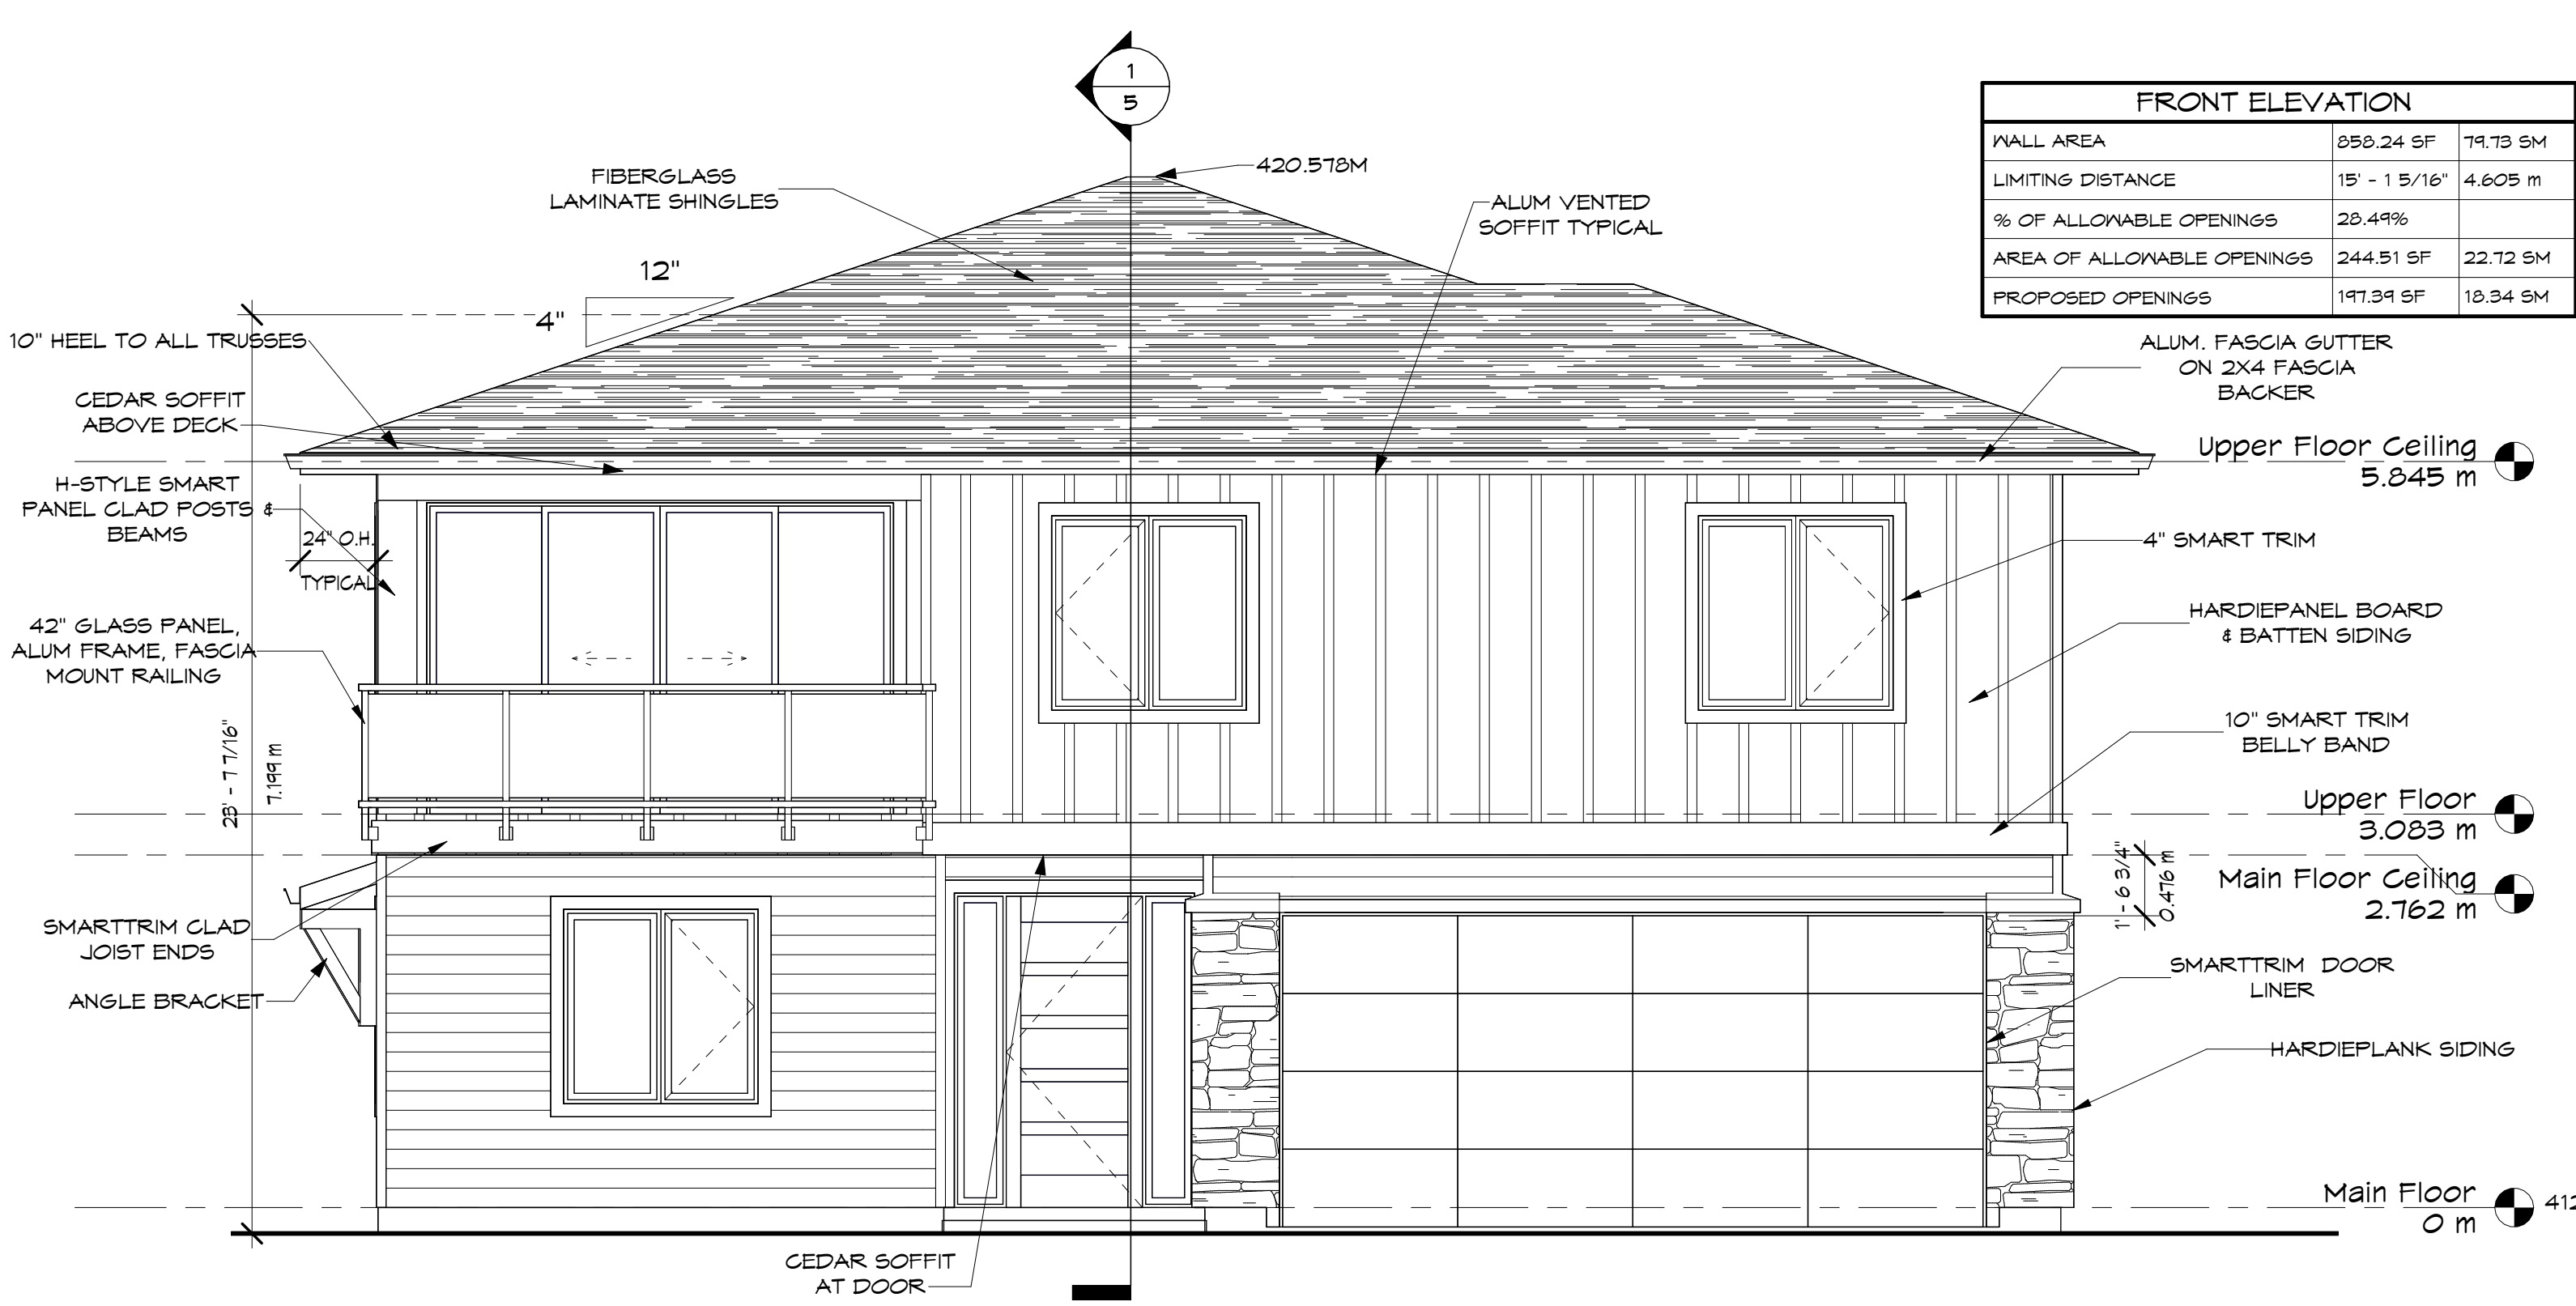 1
5
FRONT ELEVATION
WALL AREA 858.24 SF 79.73 SM
LIMITING DISTANCE 15' - 1 5/16" 4.605 m
% OF ALLOWABLE OPENINGS 28.49%
AREA OF ALLOWABLE OPENINGS 244.51 SF 22.72 SM
PROPOSED OPENINGS 197.39 SF 18.34 SM
420.578M
FIBERGLASS
LAMINATE SHINGLES
ALUM VENTED
SOFFIT TYPICAL
12"
4"
10" HEEL TO ALL TRUSSES
CEDAR SOFFIT
ABOVE DECK
H-STYLE SMART
PANEL CLAD POSTS &
BEAMS
24" O.H.
TYPICAL
42" GLASS PANEL,
ALUM FRAME, FASCIA
MOUNT RAILING
23' - 7 7/16"
7.199 m
SMARTTRIM CLAD
JOIST ENDS
ANGLE BRACKET
CEDAR SOFFIT
AT DOOR
ALUM. FASCIA GUTTER
ON 2X4 FASCIA
BACKER
Upper Floor Ceiling
5.845 m
4" SMART TRIM
HARDIEPANEL BOARD
& BATTEN SIDING
10" SMART TRIM
BELLY BAND
Upper Floor
3.083 m
1' - 6 3/4"
0.476 m
Main Floor Ceiling
2.762 m
SMARTTRIM DOOR
LINER
HARDIEPLANK SIDING
Main Floor
0 m